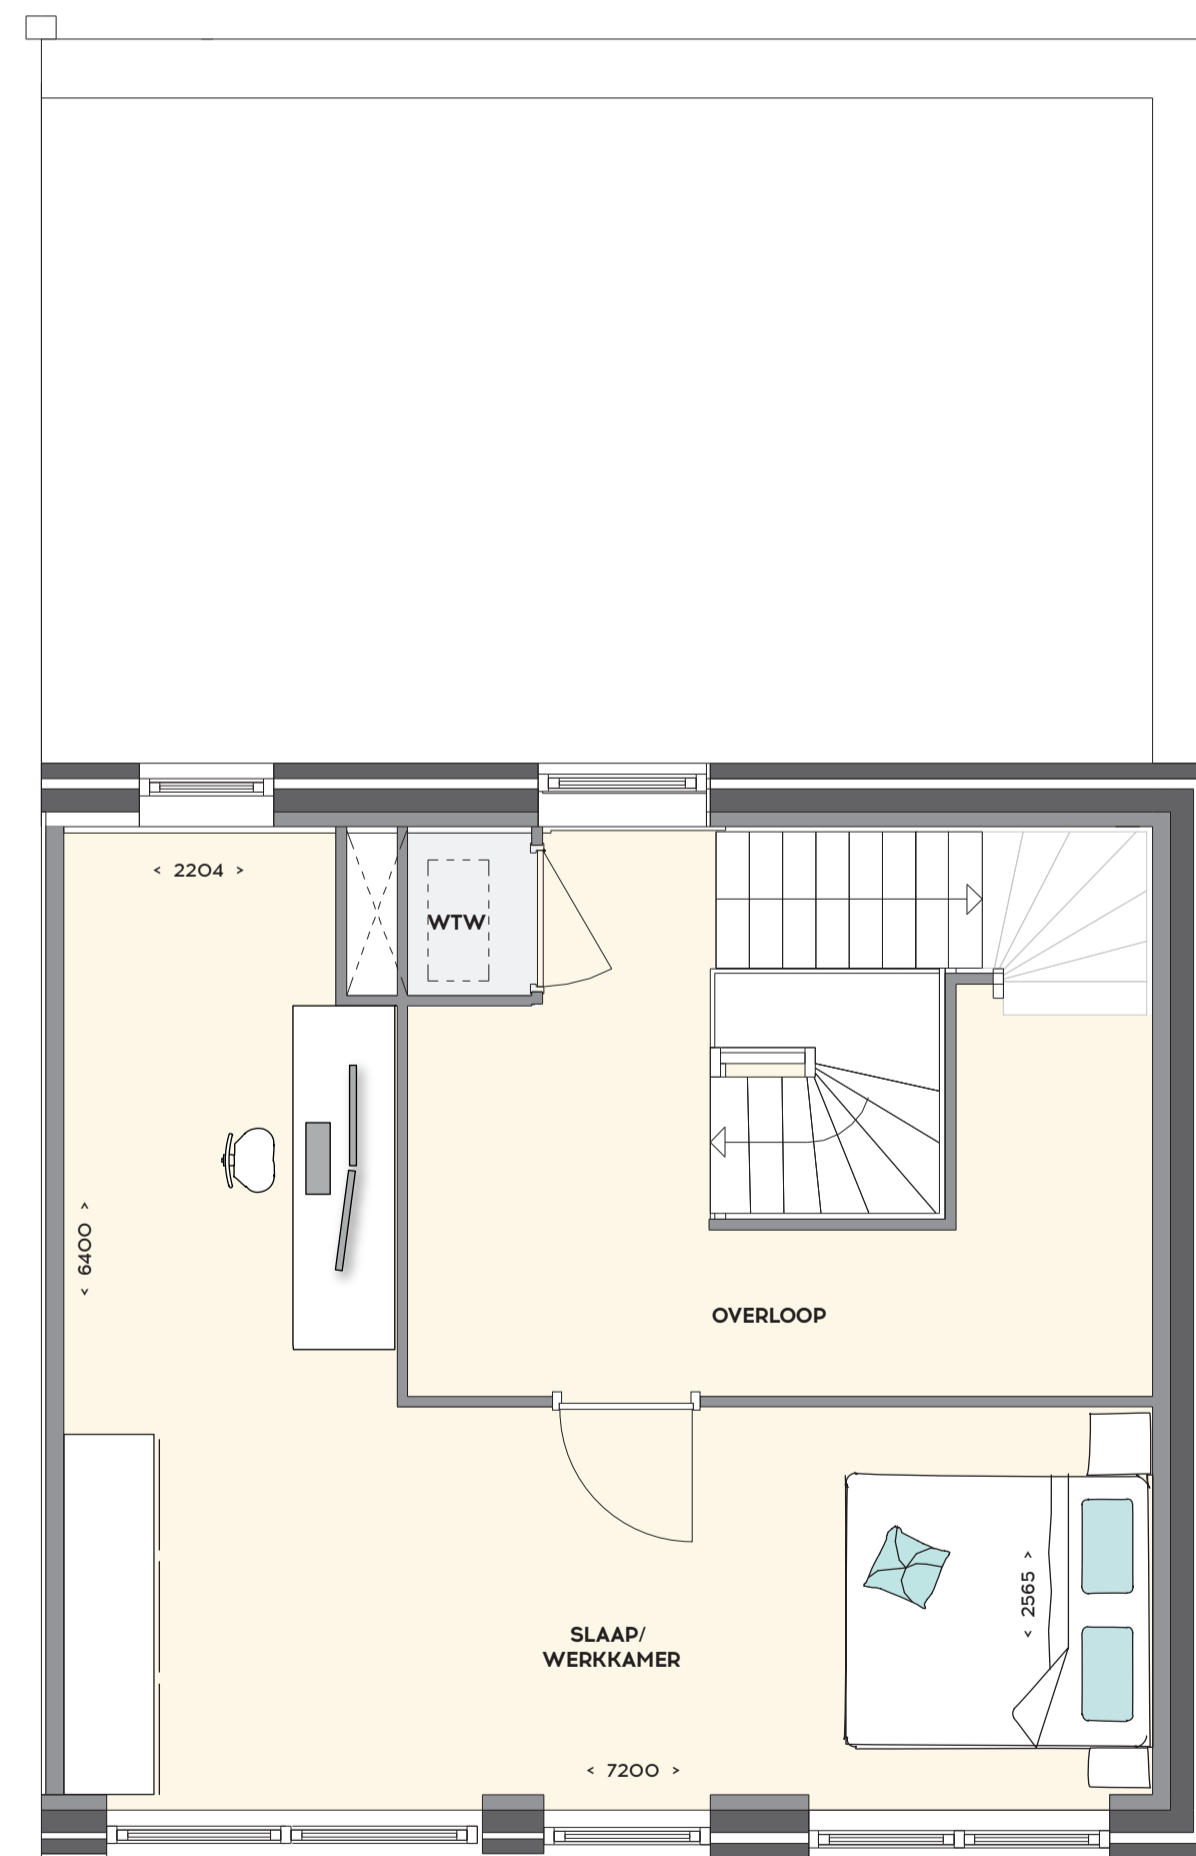 < 2204 >
WTW
< 6400 >
OVERLOOP
< 2565 >
SLAAP/
WERKKAMER
< 7200 >